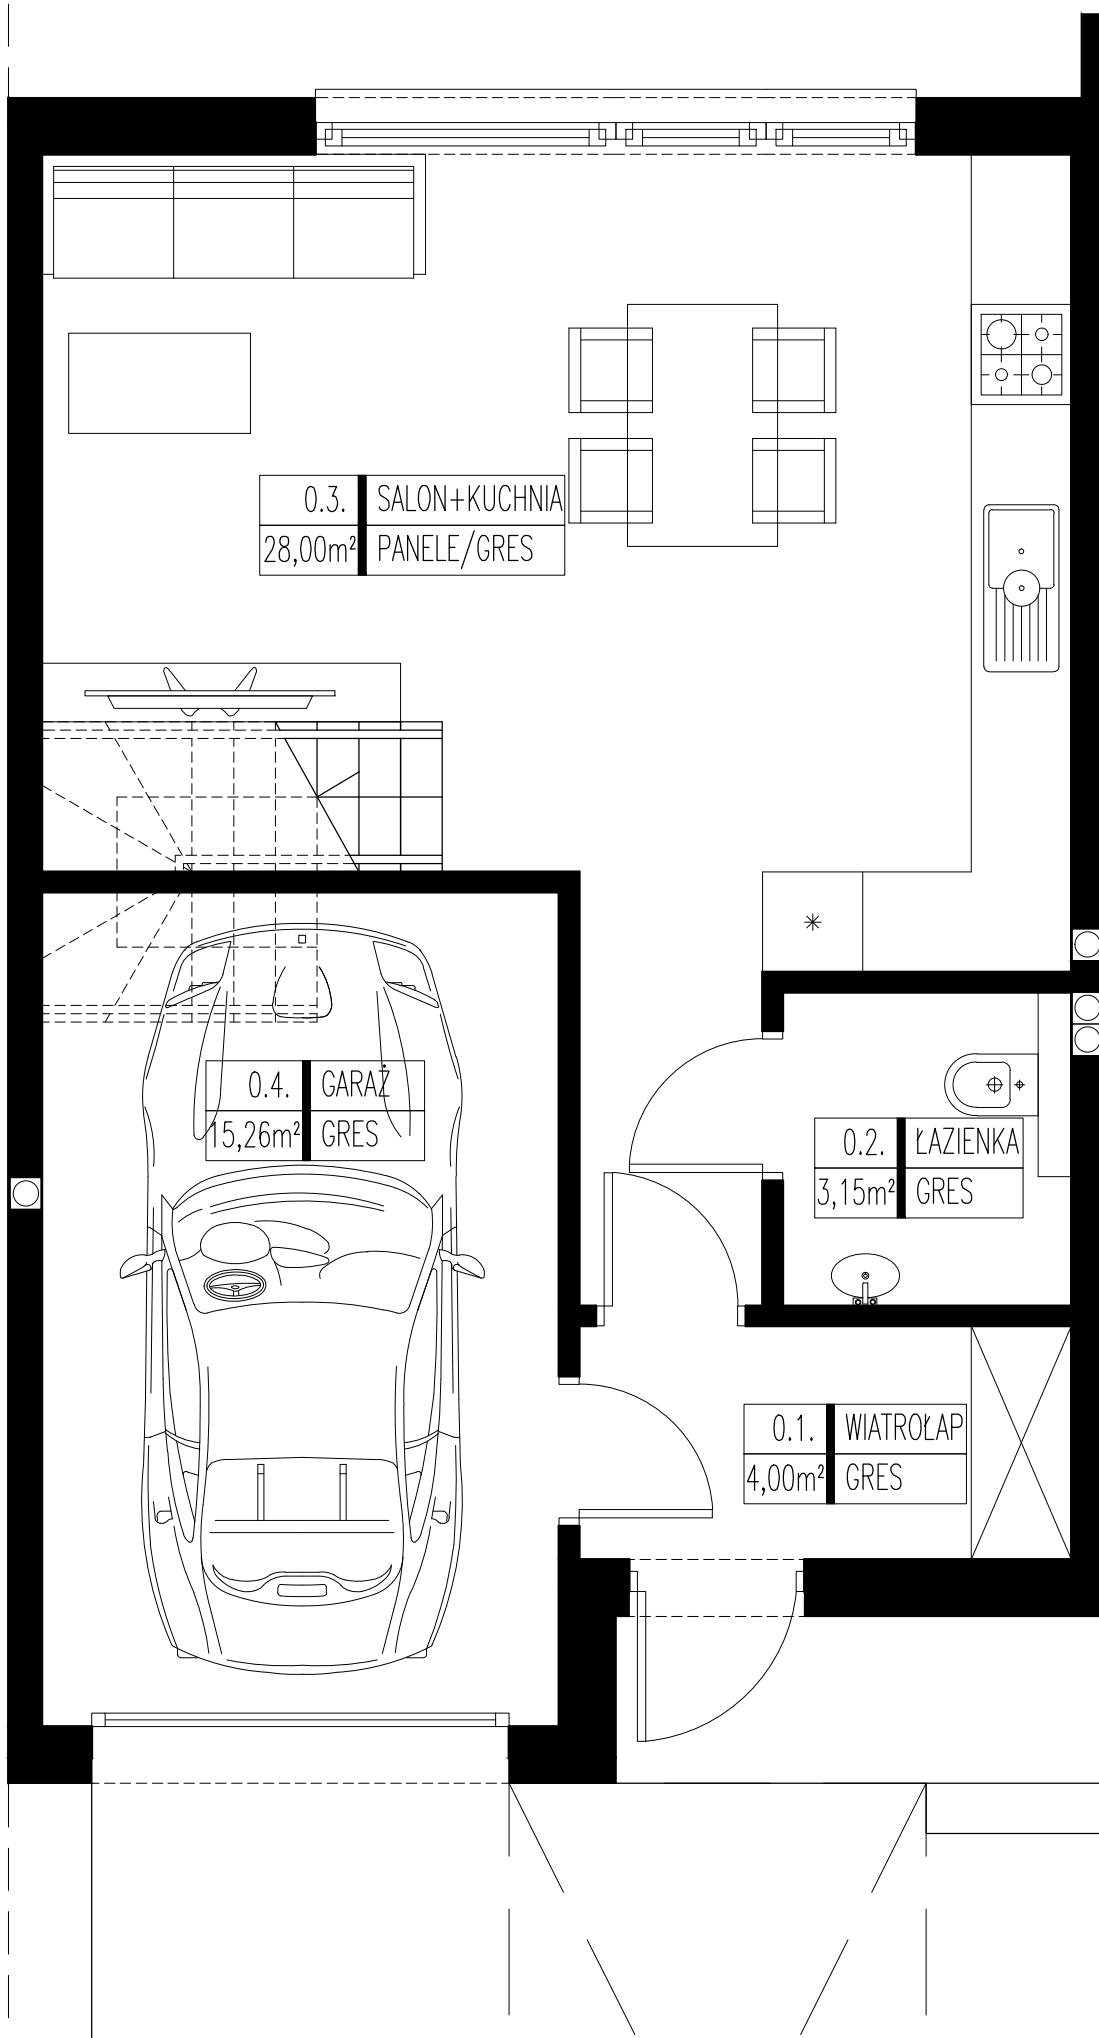 0.3. SALON+KUCHNIA
28,00m² PANELE/GRES
0.4. GARAŻ
15,26m² GRES
0.2. ŁAZIENKA
3,15m² GRES
0.1. WIATROŁAP
4,00m² GRES